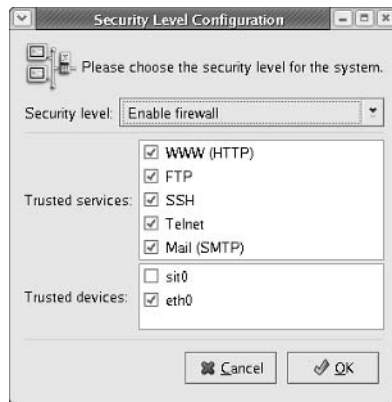 Security Level Configuration
Please choose the security level for the system.
Security level: Enable firewall
Trusted services:
WWW (HTTP)
FTP
SSH
Telnet
Mail (SMTP)
Trusted devices:
sit0
eth0
Cancel
OK